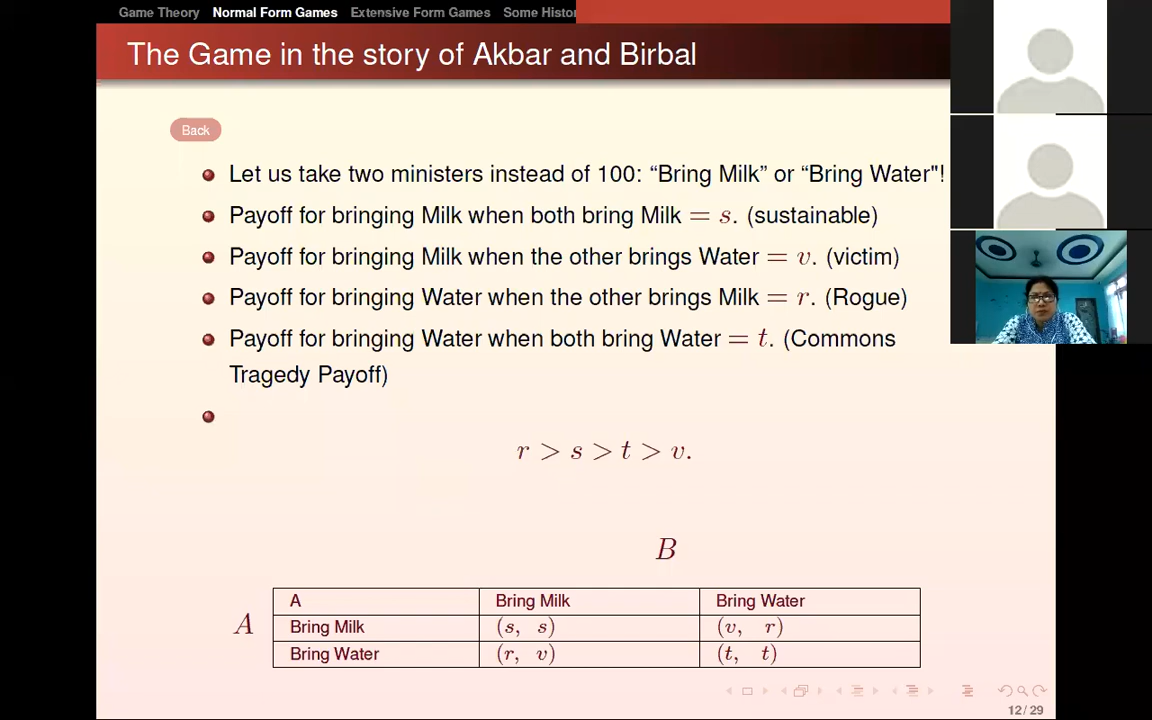 Game Theory Normal Form Games Extensive Form Games Some Histor
The Game in the story of Akbar and Birbal
Back
Let us take two ministers instead of 100: “Bring Milk” or “Bring Water"!
Payoff for bringing Milk when both bring Milk = s. (sustainable)
Payoff for bringing Milk when the other brings Water = v. (victim)
Payoff for bringing Water when the other brings Milk = r. (Rogue)
Payoff for bringing Water when both bring Water = t. (Commons
Tragedy Payoff)
r > s > t > v.
B
A Bring Milk Bring Water
A Bring Milk (s, s) (v, r)
Bring Water (r, v) (t, t)
12 / 29